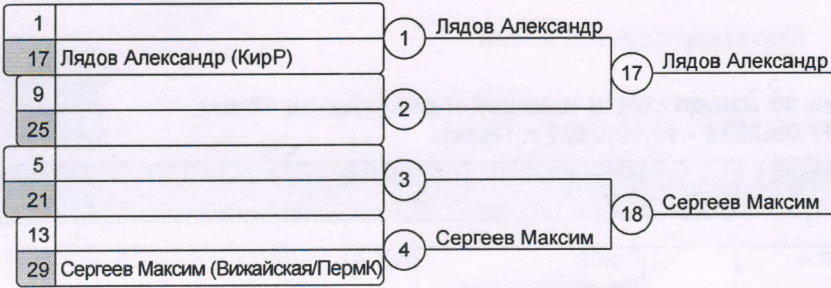 1
17 Лядов Александр (КирР)
1 Лядов Александр
9
25
2
17 Лядов Александр
5
21
3
13
29 Сергеев Максим (Вижайская/ПермК)
4 Сергеев Максим
18 Сергеев Максим